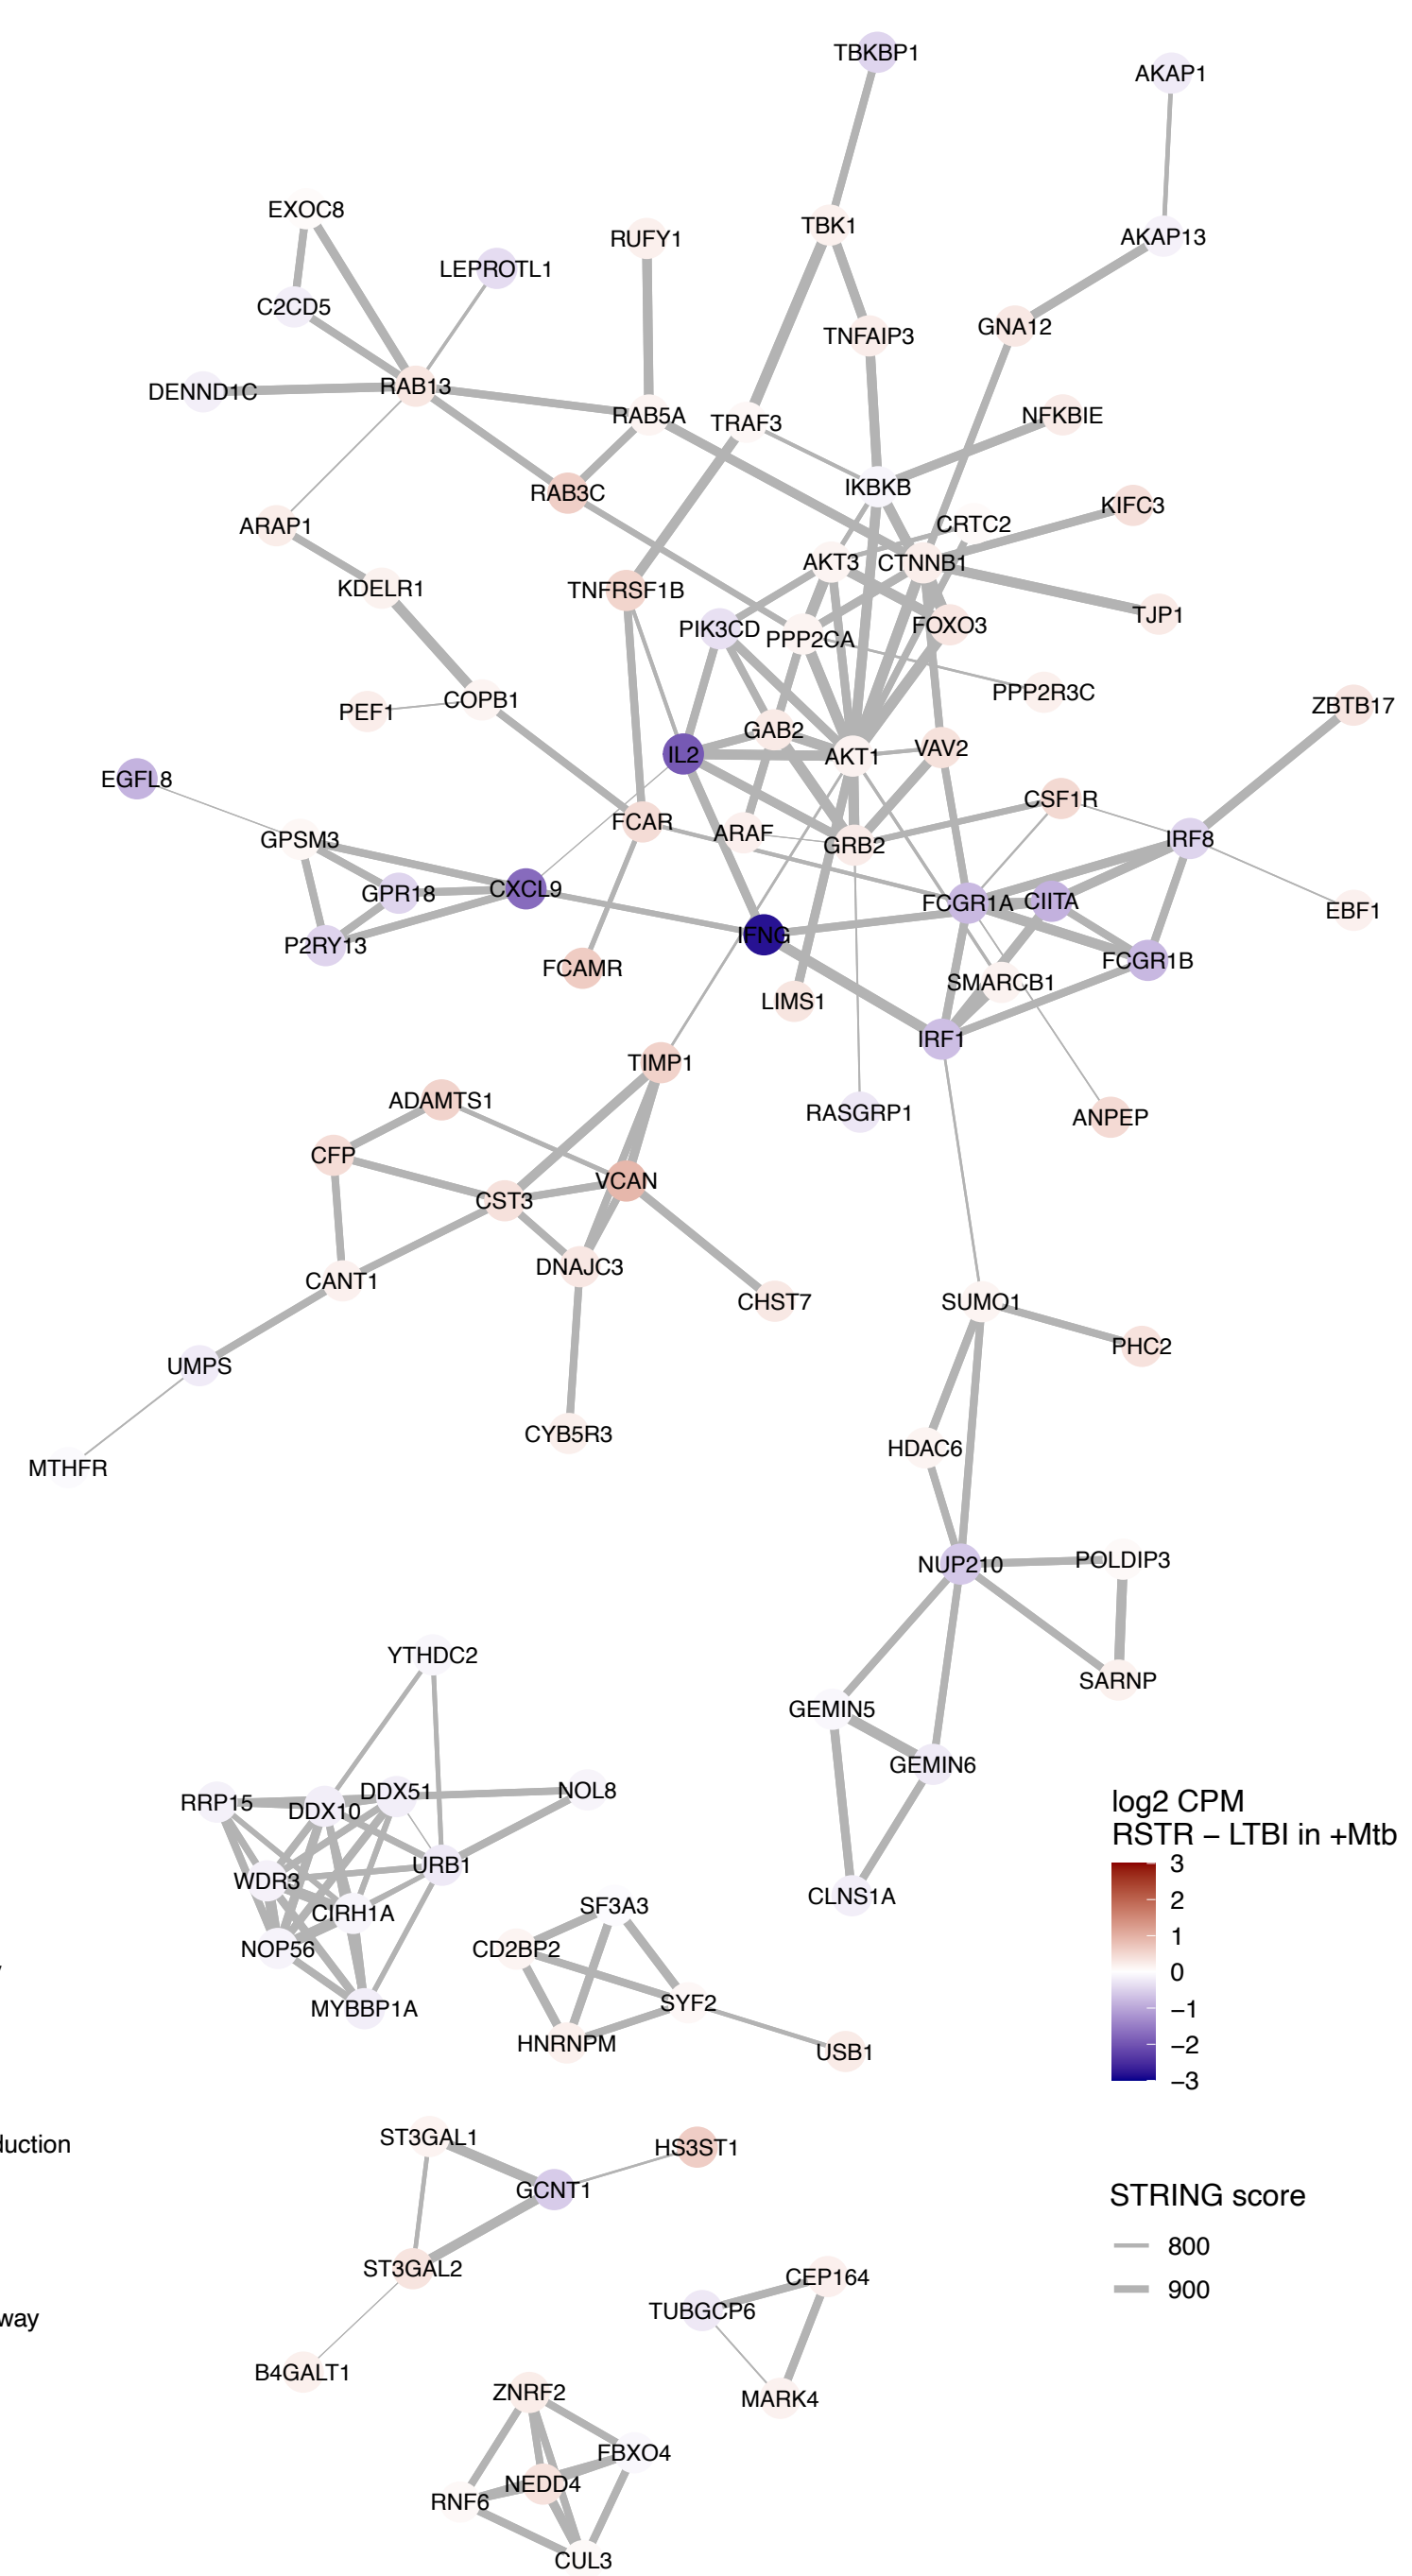 TBKBP1
AKAP1
EXOC8
TBK1
RUFY1
AKAP13
LEPROTL1
C2CD5
GNA12
TNFAIP3
RAB13
DENND1C
RAB5A
NFKBIE
TRAF3
IKBKB
RAB3C
KIFC3
CRTC2
ARAP1
AKT3
CTNNB1
KDELR1
TNFRSF1B
TJP1
FOXO3
PIK3CD
PPP2CA
PPP2R3C
COPB1
ZBTB17
PEF1
GAB2
VAV2
IL2
AKT1
EGFL8
CSF1R
FCAR
ARAF
GPSM3
IRF8
GRB2
CXCL9
GPR18
CIITA
FCGR1A
EBF1
IFNG
P2RY13
FCGR1B
FCAMR
SMARCB1
LIMS1
IRF1
TIMP1
ADAMTS1
RASGRP1
ANPEP
CFP
VCAN
CST3
DNAJC3
CANT1
CHST7
SUMO1
PHC2
UMPS
CYB5R3
HDAC6
MTHFR
POLDIP3
NUP210
YTHDC2
SARNP
GEMIN5
GEMIN6
NOL8
DDX51
RRP15
DDX10
URB1
WDR3
CLNS1A
SF3A3
CIRH1A
CD2BP2
NOP56
SYF2
MYBBP1A
HNRNPM
USB1
log2 CPM
RSTR − LTBI in +Mtb
3
2
1
0
−1
−2
−3
ST3GAL1
duction
HS3ST1
GCNT1
STRING score
800
900
ST3GAL2
CEP164
TUBGCP6
way
B4GALT1
ZNRF2
MARK4
FBXO4
NEDD4
RNF6
CUL3